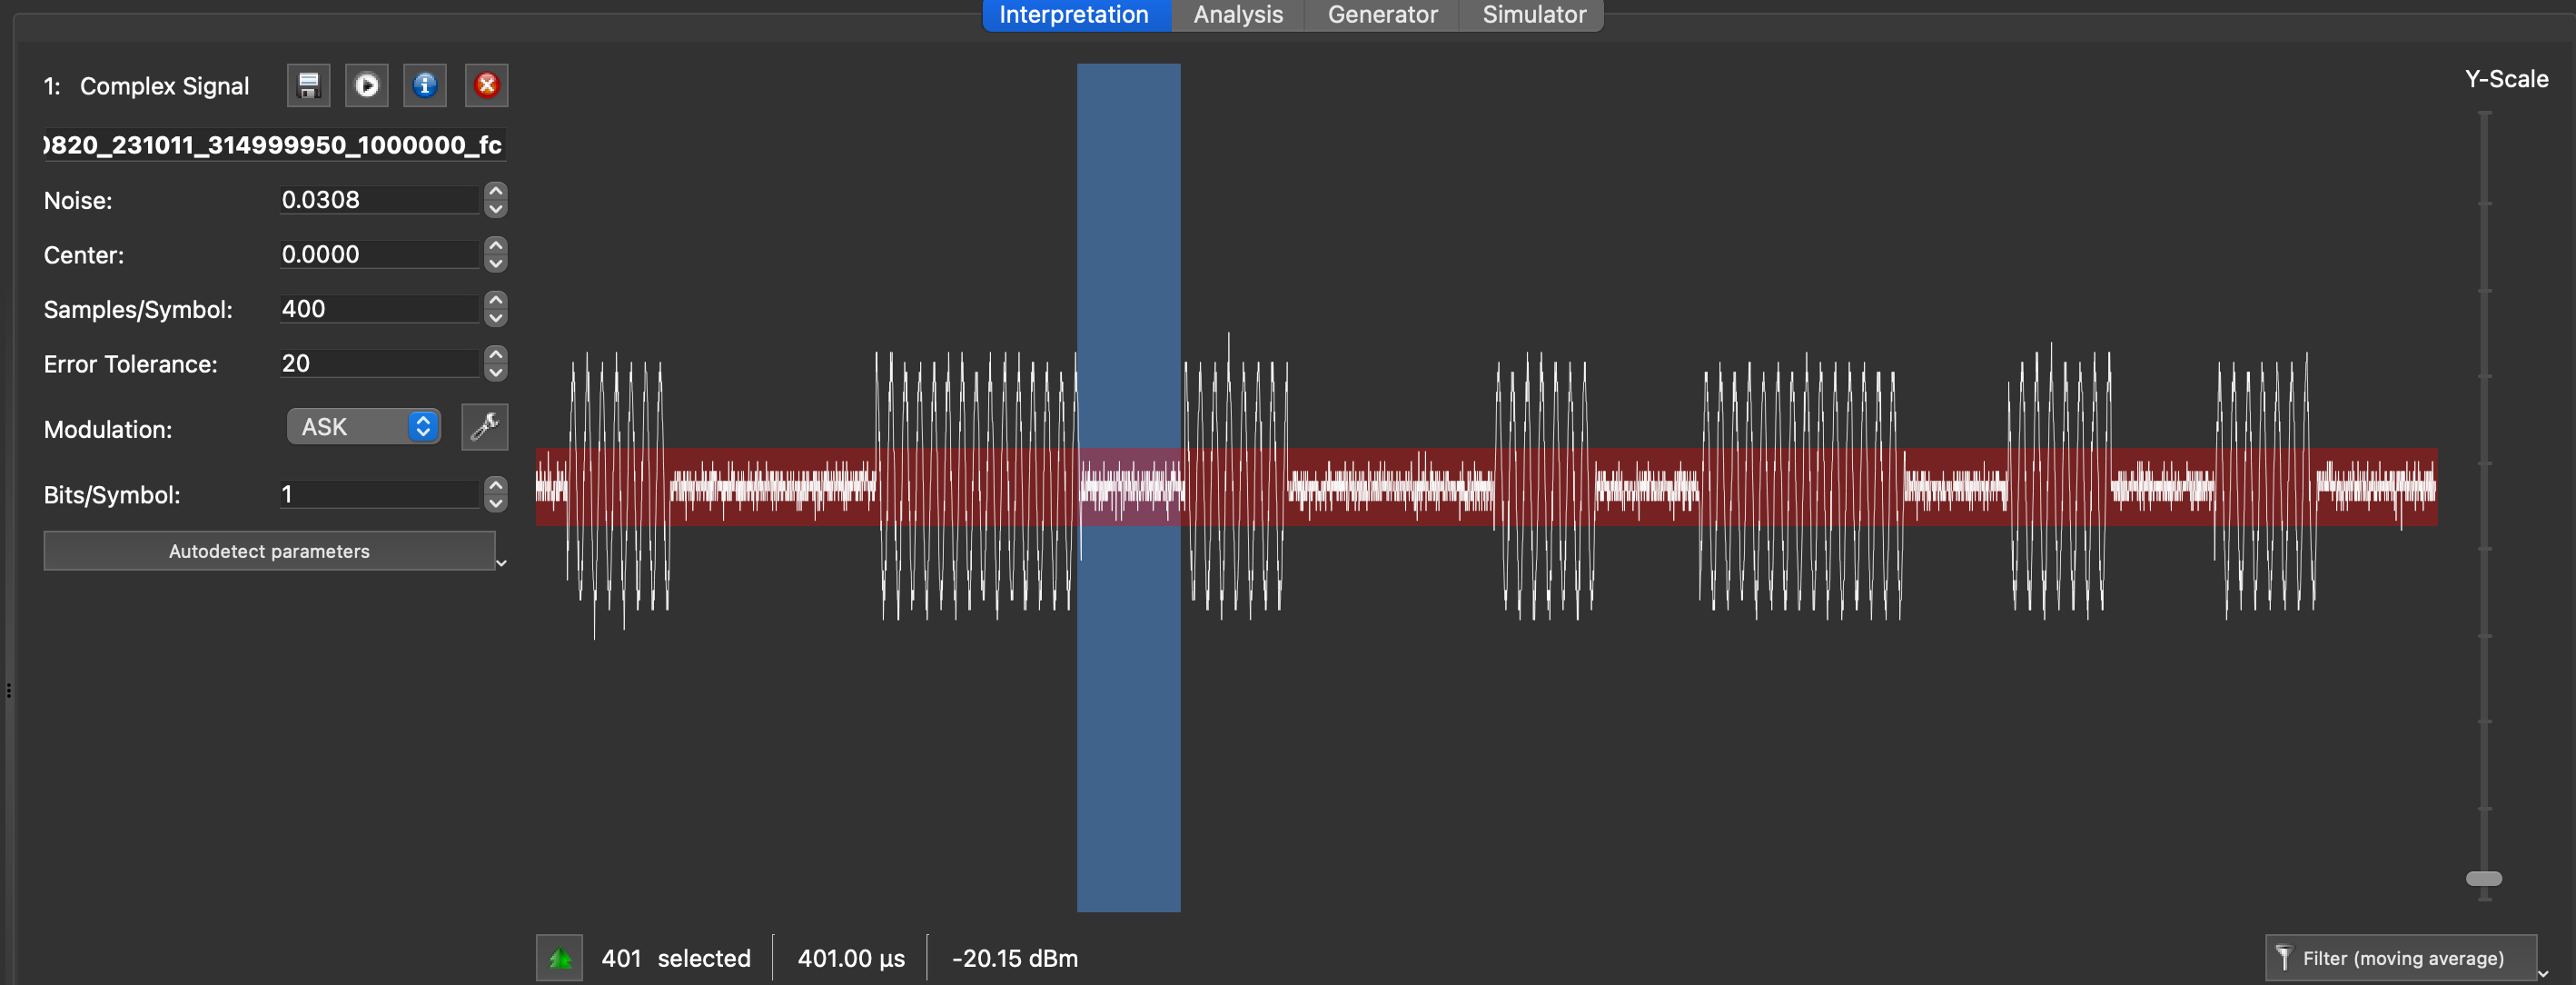 Interpretation Analysis Generator Simulator
1: Complex Signal
Y-Scale
0820_231011_314999950_1000000_fc
Noise: 0.0308
Center: 0.0000
Samples/Symbol: 400
Error Tolerance: 20
Modulation: ASK
Bits/Symbol: 1
Autodetect parameters
401 selected 401.00 µs -20.15 dBm
Filter (moving average)